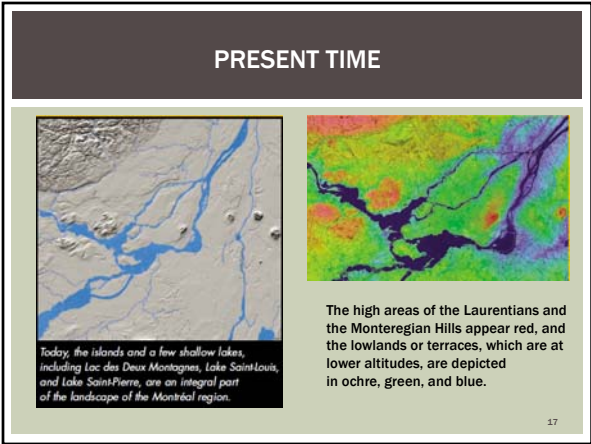 PRESENT TIME
Today, the islands and a few shallow lakes,
including Lac des Deux Montagnes, Lake Saint-Louis,
and Lake Saint-Pierre, are an integral part
of the landscape of the Montréal region.
The high areas of the Laurentians and
the Monteregian Hills appear red, and
the lowlands or terraces, which are at
lower altitudes, are depicted
in ochre, green, and blue.
17